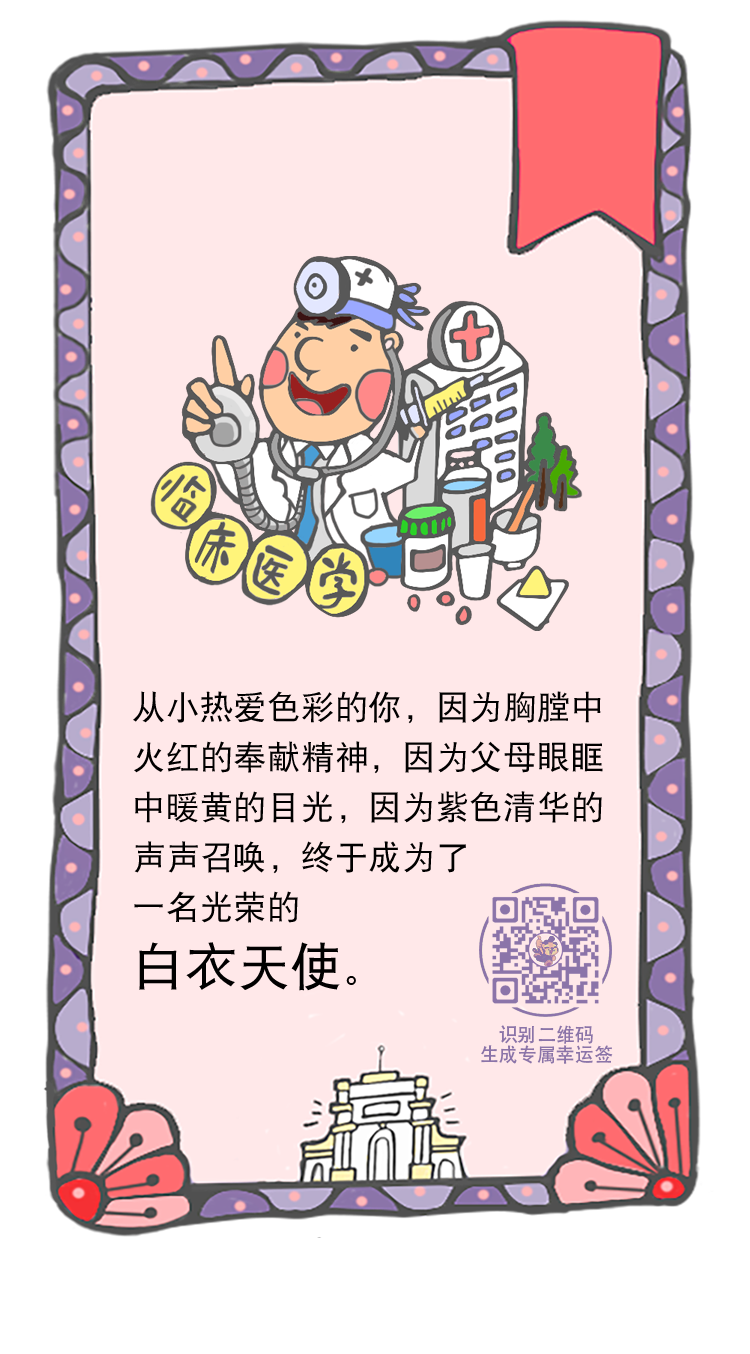 临床医学
从小热爱色彩的你，因为胸膛中
火红的奉献精神，因为父母眼眶
中暖黄的目光，因为紫色清华的
声声召唤，终于成为了
一名光荣的
白衣天使。
识别二维码
生成专属幸运签